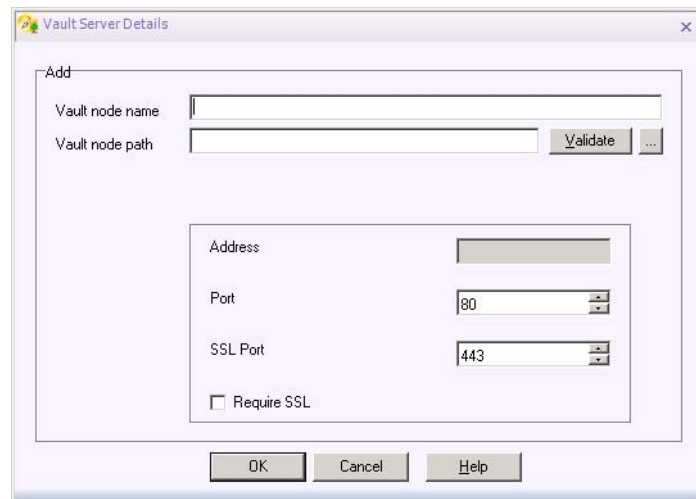 Vault Server Details
Add
Vault node name
Vault node path
Validate
...
Address
Port
80
SSL Port
443
Require SSL
OK
Cancel
Help